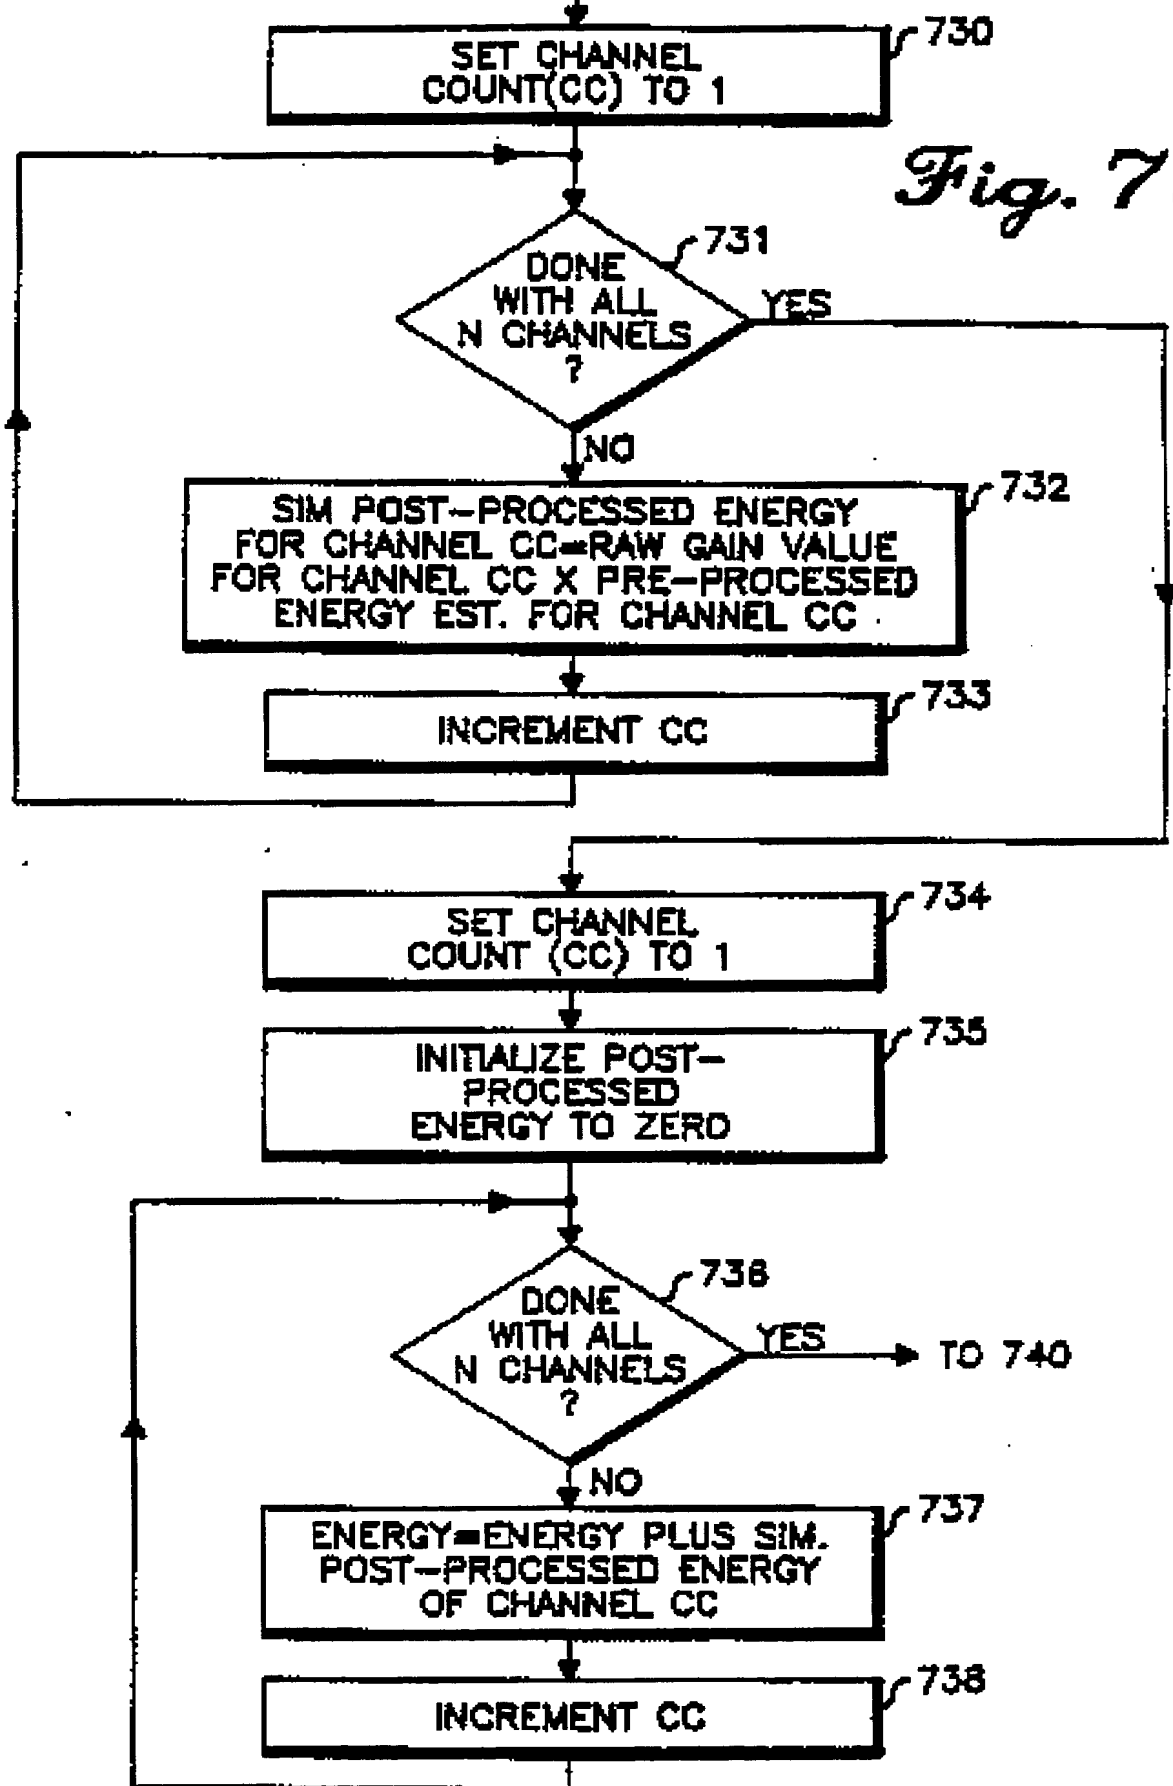 730
SET CHANNEL
COUNT(CC) TO 1
Fig. 7
731
DONE
WITH ALL
N CHANNELS
?
YES
NO
732
SIM POST-PROCESSED ENERGY
FOR CHANNEL CC=RAW GAIN VALUE
FOR CHANNEL CC X PRE-PROCESSED
ENERGY EST. FOR CHANNEL CC
733
INCREMENT CC
734
SET CHANNEL
COUNT (CC) TO 1
735
INITIALIZE POST-
PROCESSED
ENERGY TO ZERO
736
DONE
WITH ALL
N CHANNELS
?
YES
TO 740
NO
737
ENERGY=ENERGY PLUS SIM.
POST-PROCESSED ENERGY
OF CHANNEL CC
738
INCREMENT CC